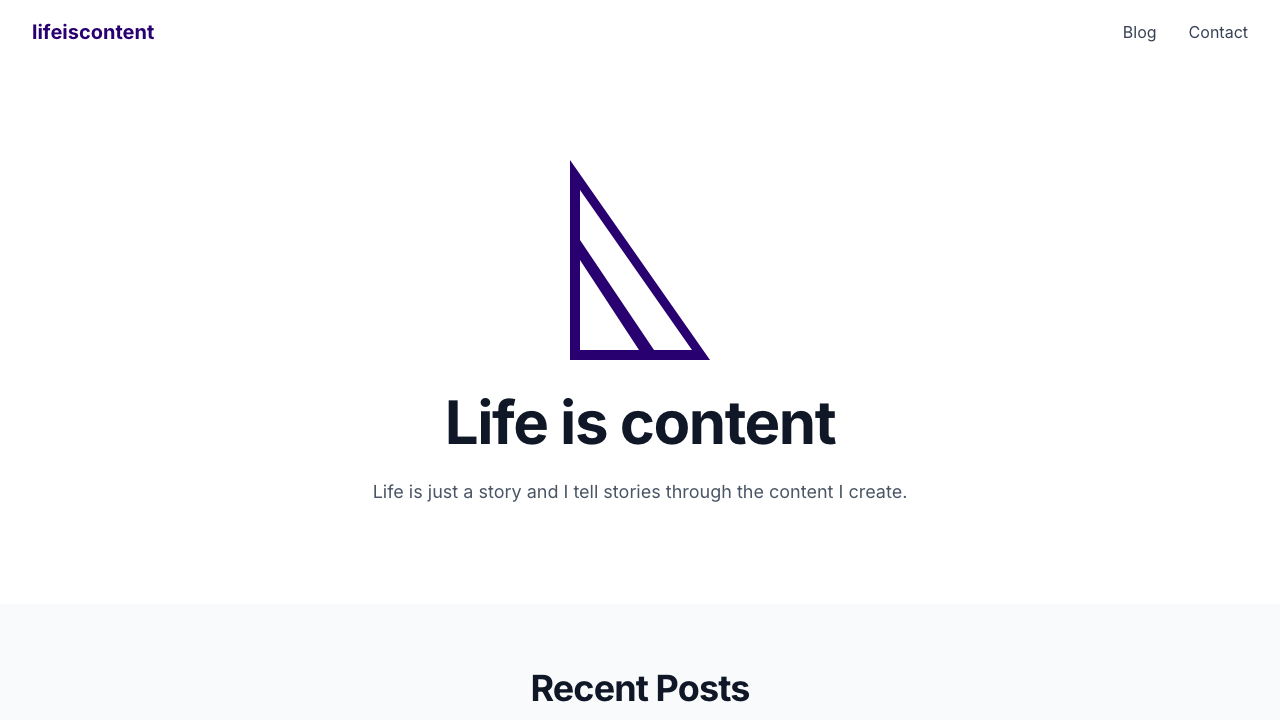 lifeiscontent
Blog
Contact
Life is content
Life is just a story and I tell stories through the content I create.
Recent Posts